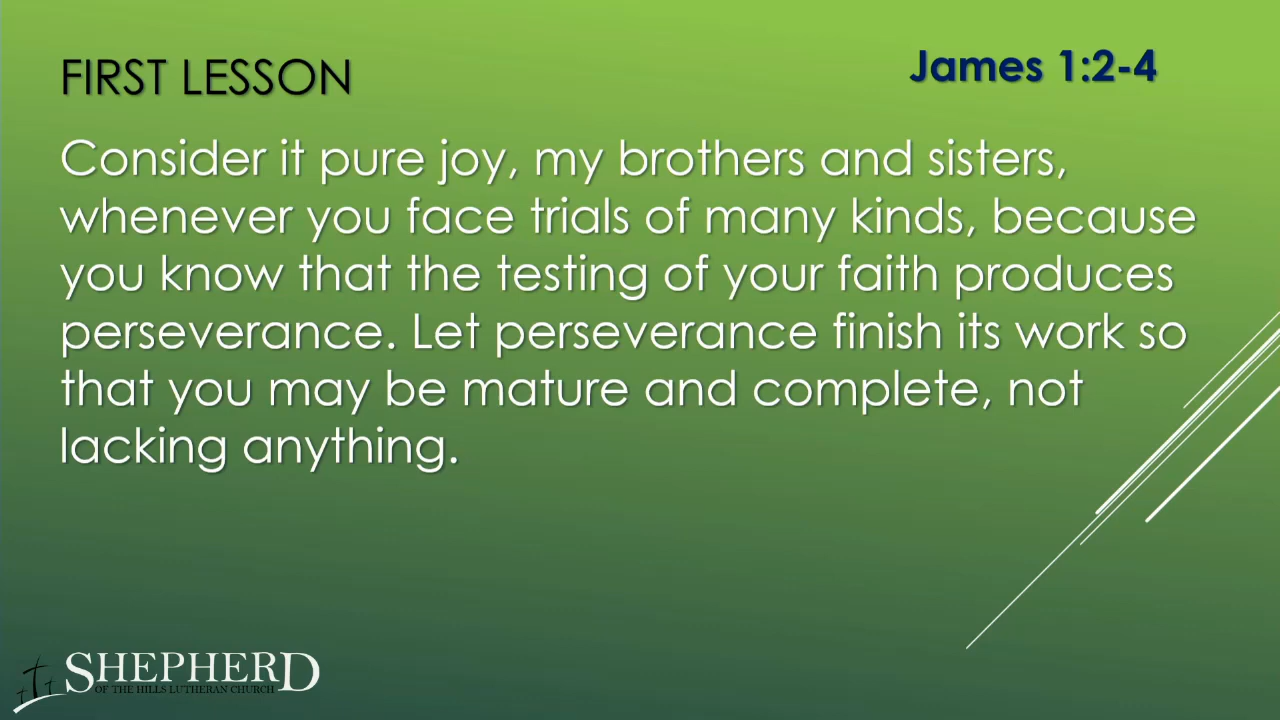 FIRST LESSON
James 1:2-4
Consider it pure joy, my brothers and sisters,
whenever you face trials of many kinds, because
you know that the testing of your faith produces
perseverance. Let perseverance finish its work so
that you may be mature and complete, not
lacking anything.
SHEPHERD
OF THE HILLS LUTHERAN CHURCH